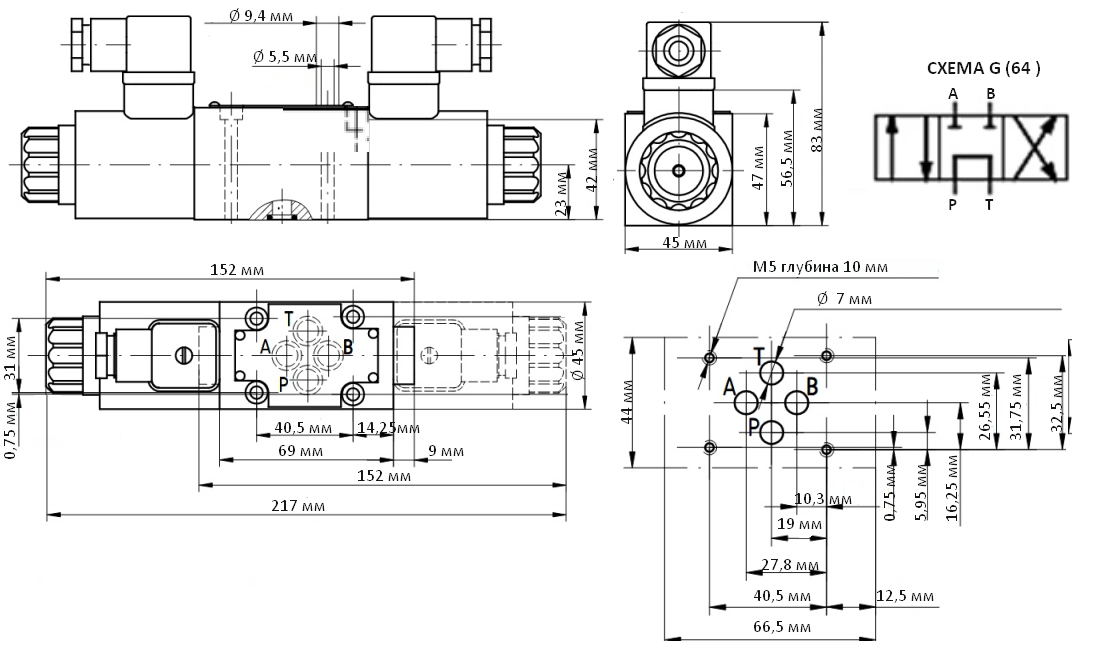 Ø 9,4 мм
Ø 5,5 мм
23 мм
42 мм
45 мм
47 мм
56,5 мм
83 мм
СХЕМА G (64 )
A B
P T
152 мм
31 мм
0,75 мм
T
A B
P
Ø 45 мм
40,5 мм
14,25мм
69 мм
9 мм
152 мм
217 мм
М5 глубина 10 мм
Ø 7 мм
44 мм
T
A B
P
26,55 мм
31,75 мм
32,5 мм
0,75 мм
5,95 мм
16,25 мм
10,3 мм
19 мм
27,8 мм
40,5 мм
12,5 мм
66,5 мм